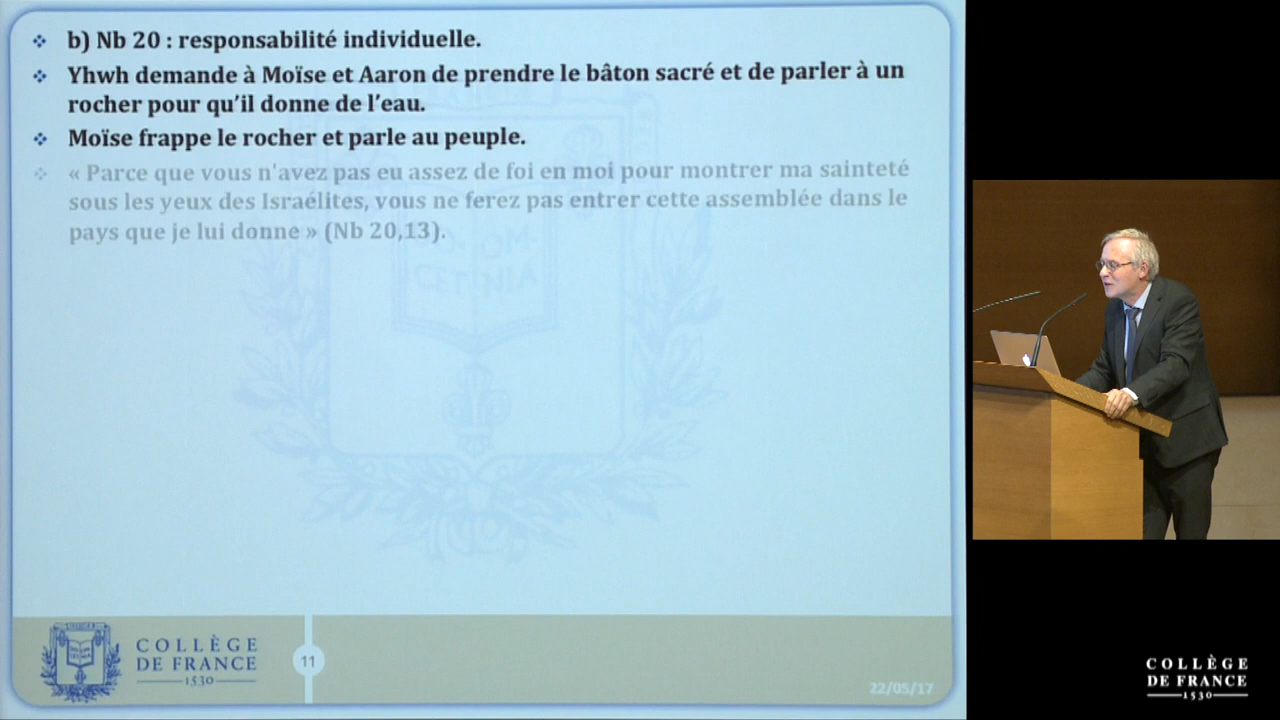 b) Nb 20 : responsabilité individuelle.
Yhwh demande à Moïse et Aaron de prendre le bâton sacré et de parler à un
rocher pour qu'il donne de l'eau.
Moïse frappe le rocher et parle au peuple.
« Parce que vous n'avez pas eu assez de foi en moi pour montrer ma sainteté
sous les yeux des Israélites, vous ne ferez pas entrer cette assemblée dans le
pays que je lui donne » (Nb 20,13).
COLLÈGE
DE FRANCE
1530
11
22/05/17
COLLÈGE
DE FRANCE
1530